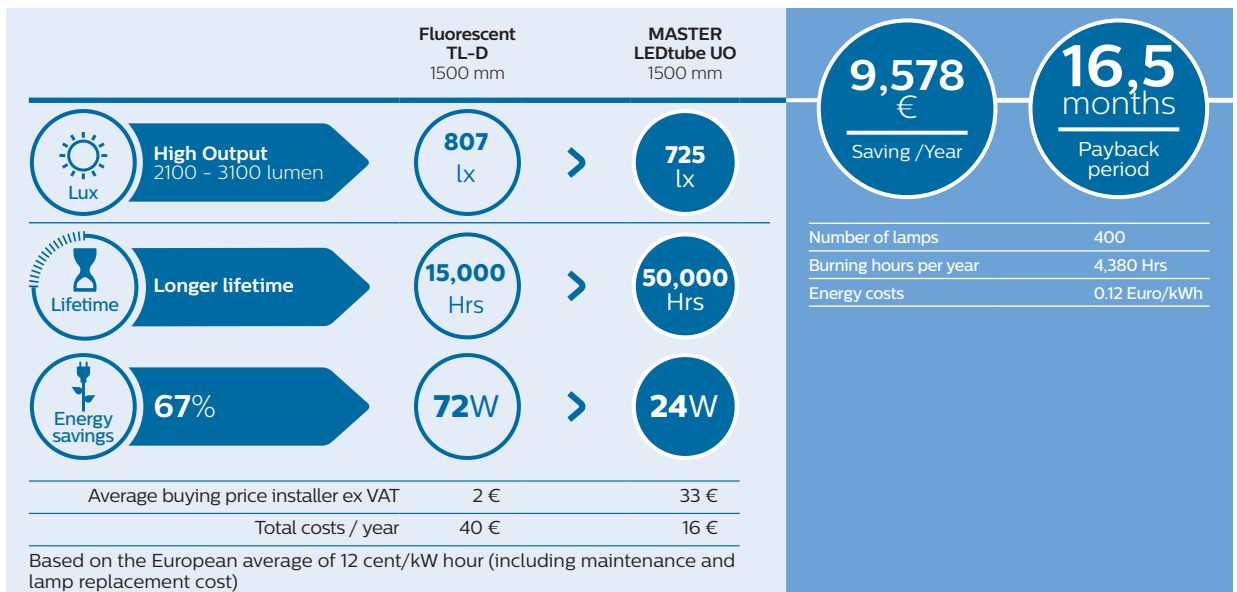 Fluorescent
TL-D
1500 mm
MASTER
LEDtube UO
1500 mm
Lux
High Output
2100 - 3100 lumen
807
lx
>
725
lx
Lifetime
Longer lifetime
15,000
Hrs
>
50,000
Hrs
Energy
savings
67%
72W
>
24W
Average buying price installer ex VAT 2 € 33 €
Total costs / year 40 € 16 €
Based on the European average of 12 cent/kW hour (including maintenance and
lamp replacement cost)
9,578
€
Saving /Year
16,5
months
Payback
period
Number of lamps 400
Burning hours per year 4,380 Hrs
Energy costs 0.12 Euro/kWh